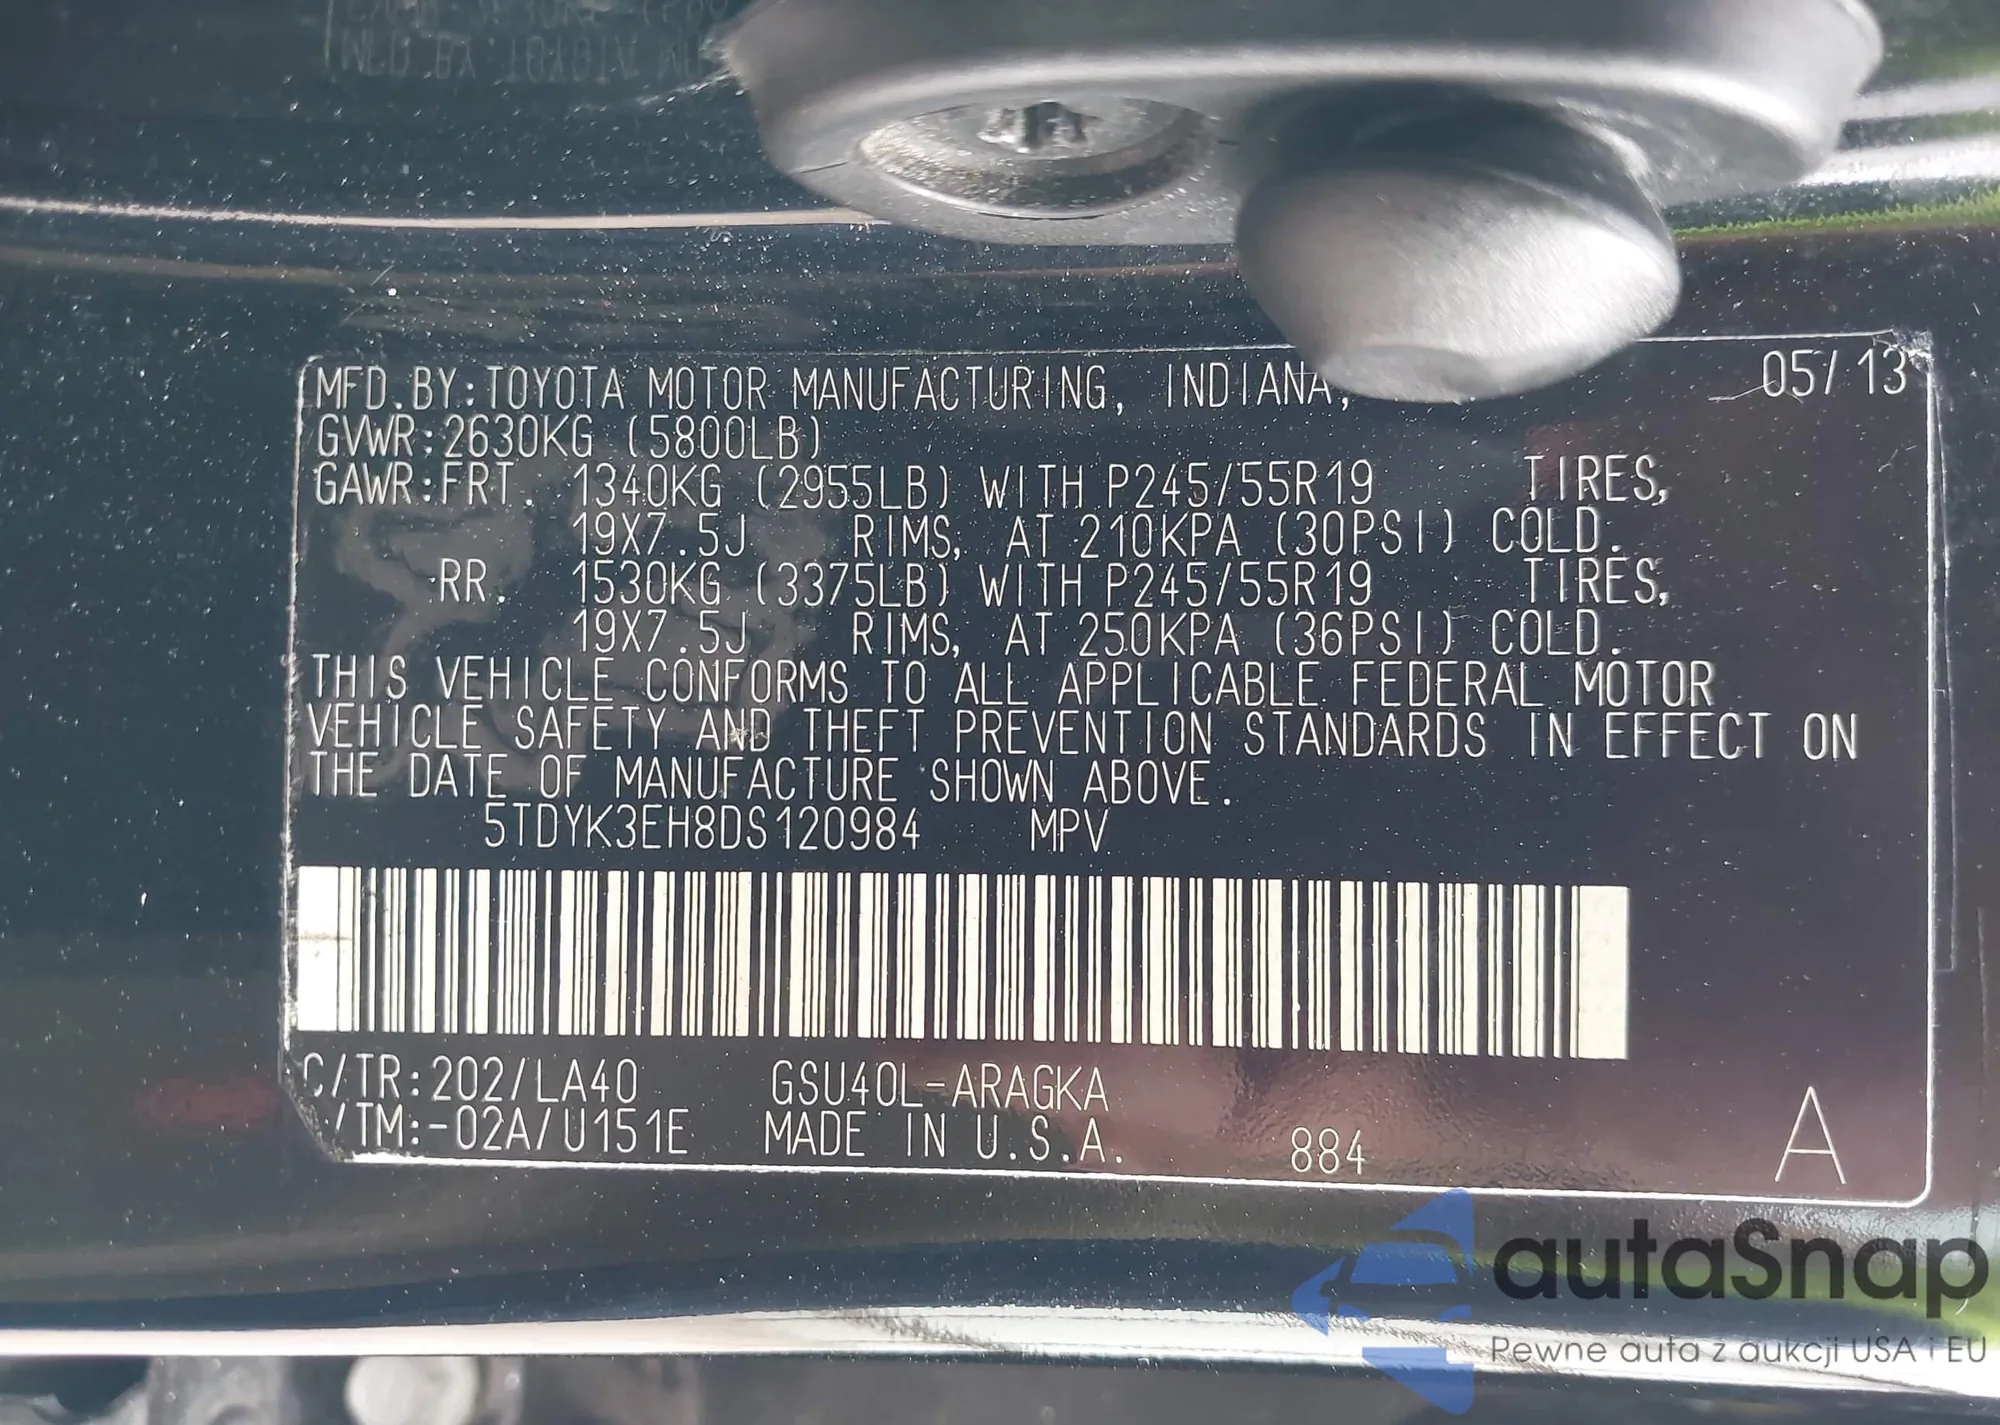 MFD.BY:TOYOTA MOTOR MANUFACTURING, INDIANA, 05/13
GVWR:2630KG (5800LB)
GAWR:FRT. 1340KG (2955LB) WITH P245/55R19 TIRES,
19X7.5J RIMS, AT 210KPA (30PSI) COLD.
RR. 1530KG (3375LB) WITH P245/55R19 TIRES,
19X7.5J RIMS, AT 250KPA (36PSI) COLD.
THIS VEHICLE CONFORMS TO ALL APPLICABLE FEDERAL MOTOR
VEHICLE SAFETY AND THEFT PREVENTION STANDARDS IN EFFECT ON
THE DATE OF MANUFACTURE SHOWN ABOVE.
5TDYK3EH8DS120984 MPV
C/TR:202/LA40 GSU40L-ARAGKA
/TM:-02A/U151E MADE IN U.S.A. 884 A
autaSnap
Pewne auta z aukcji USA i EU